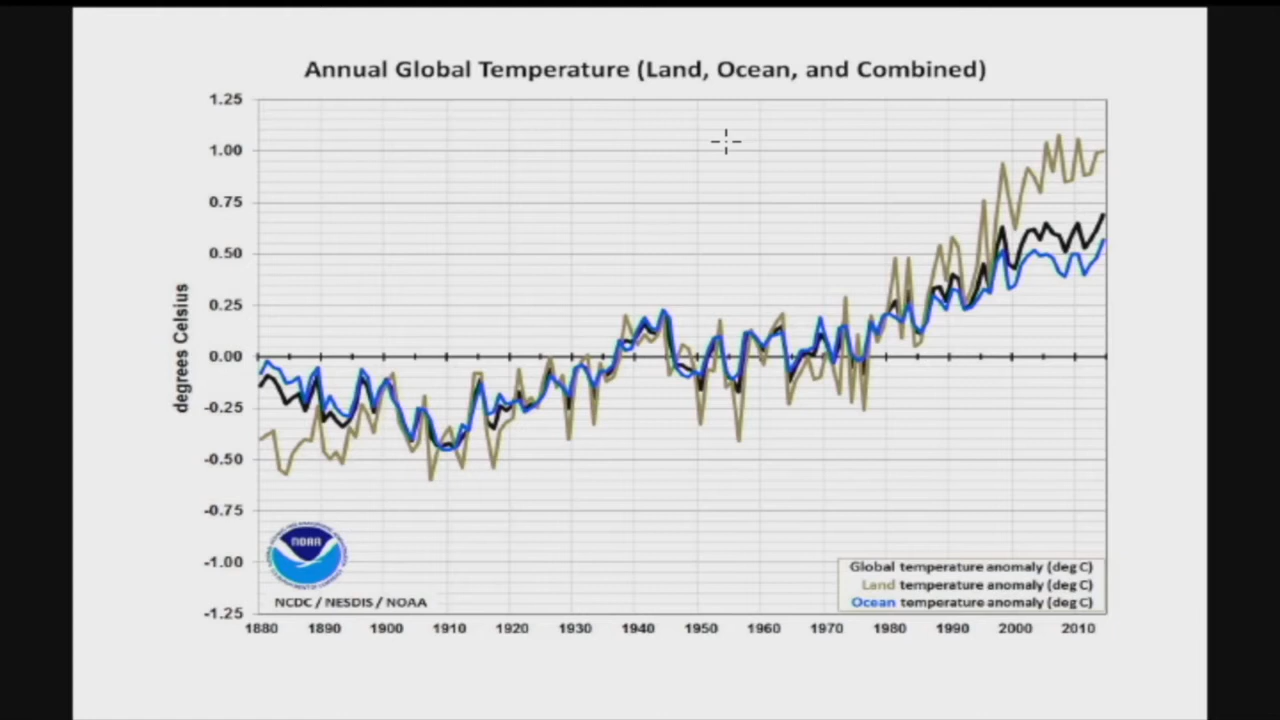 Annual Global Temperature (Land, Ocean, and Combined)
degrees Celsius
1.25
1.00
0.75
0.50
0.25
0.00
-0.25
-0.50
-0.75
-1.00
-1.25
NOAA
NCDC / NESDIS / NOAA
Global temperature anomaly (deg C)
Land temperature anomaly (deg C)
Ocean temperature anomaly (deg C)
1880 1890 1900 1910 1920 1930 1940 1950 1960 1970 1980 1990 2000 2010